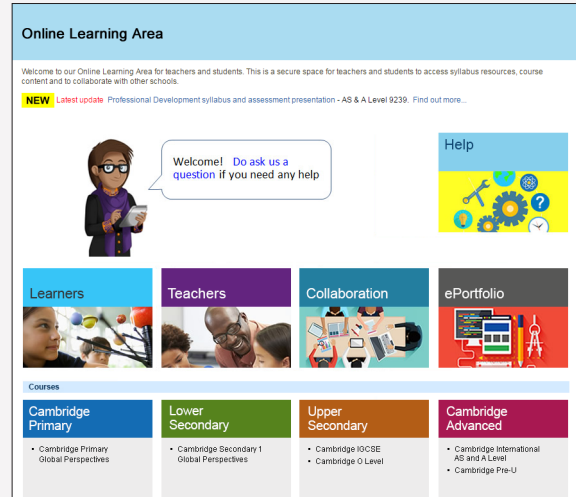 Online Learning Area
Welcome to our Online Learning Area for teachers and students. This is a secure space for teachers and students to access syllabus resources, course
content and to collaborate with other schools.
NEW Latest update Professional Development syllabus and assessment presentation - AS & A Level 9239. Find out more...
Welcome! Do ask us a
question if you need any help
Help
?
Learners
Teachers
Collaboration
ePortfolio
Courses
Cambridge
Primary
• Cambridge Primary
Global Perspectives
Lower
Secondary
• Cambridge Secondary 1
Global Perspectives
Upper
Secondary
• Cambridge IGCSE
• Cambridge O Level
Cambridge
Advanced
• Cambridge International
AS and A Level
• Cambridge Pre-U